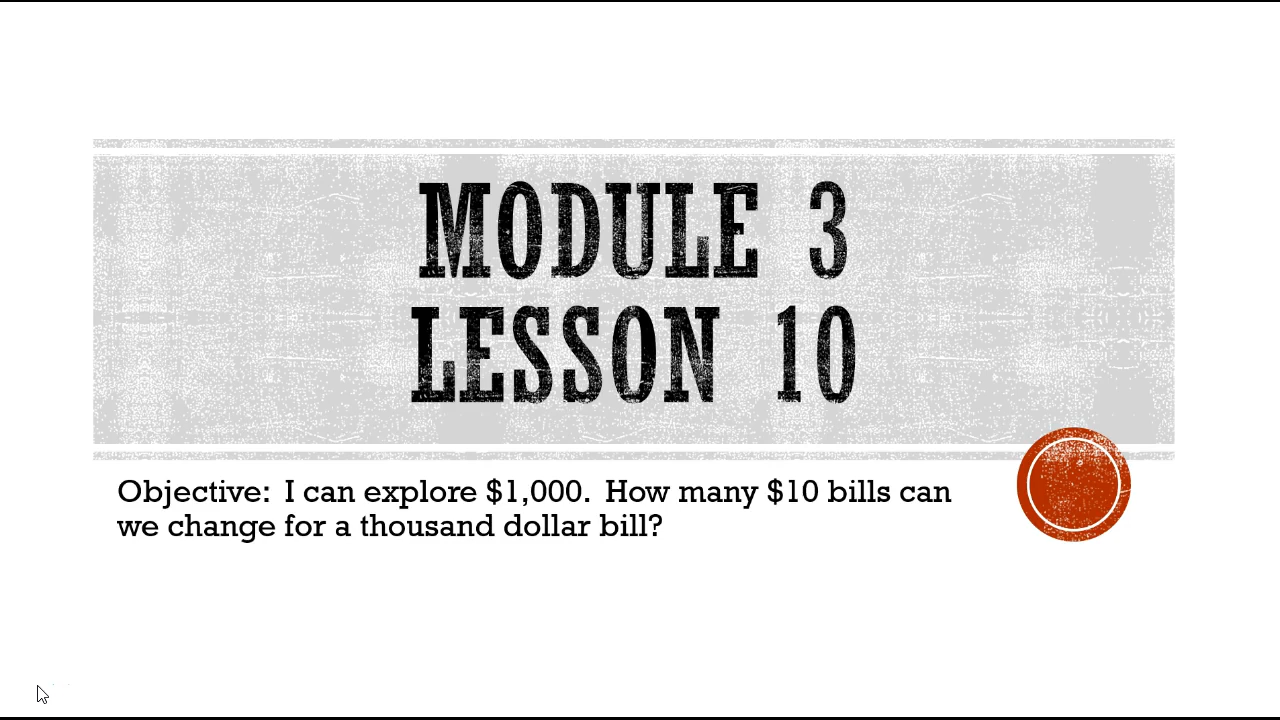 MODULE 3
LESSON 10
Objective: I can explore $1,000. How many $10 bills can
we change for a thousand dollar bill?